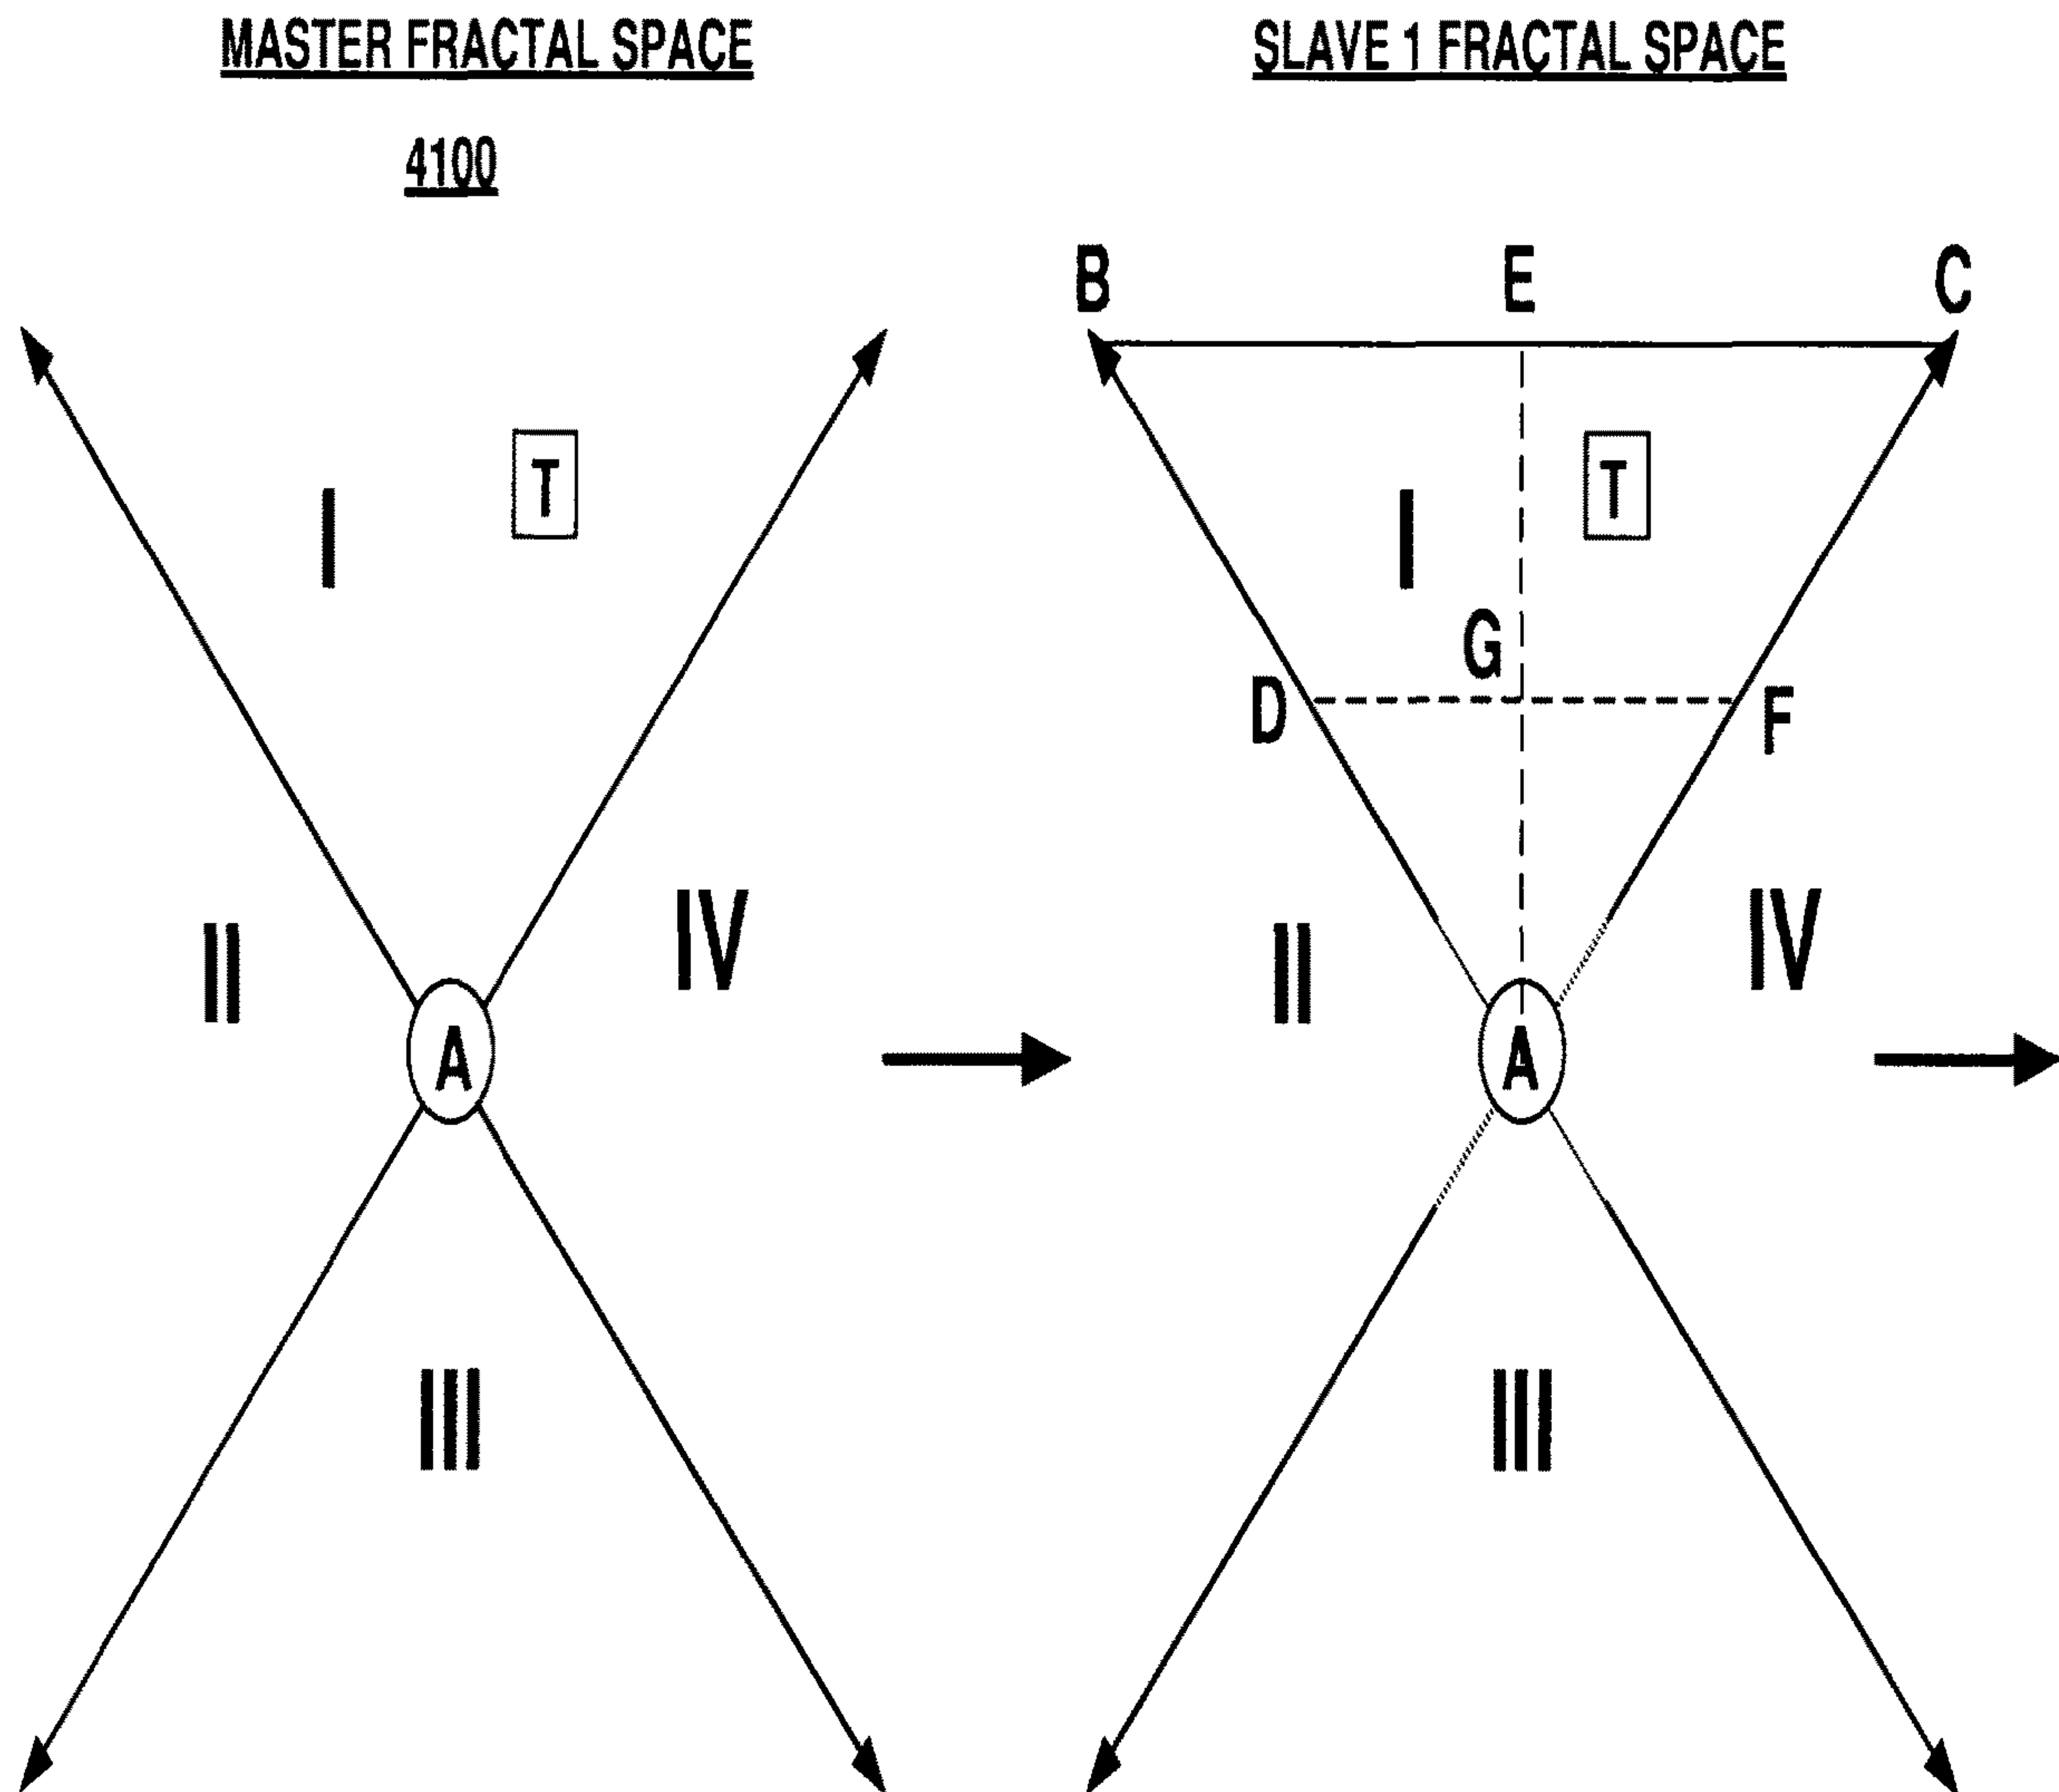 MASTER FRACTAL SPACE
4100
I
T
II
IV
A
III
SLAVE 1 FRACTAL SPACE
B E C
I
T
G
D
F
II
IV
A
III